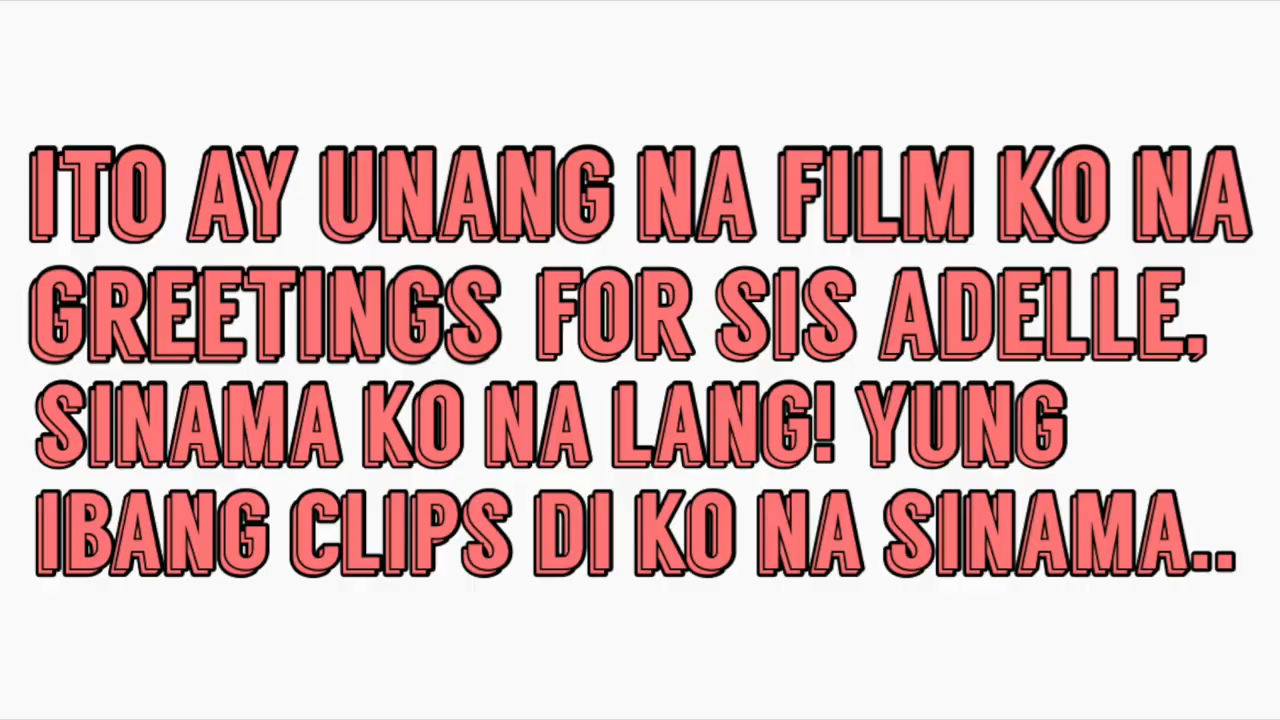 ITO AY UNANG NA FILM KO NA
GREETINGS FOR SIS ADELLE,
SINAMA KO NA LANG! YUNG
IBANG CLIPS DI KO NA SINAMA..